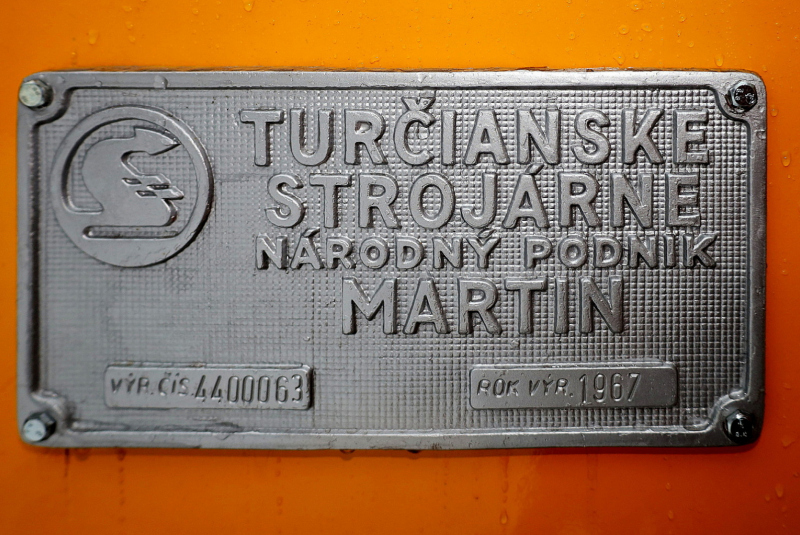 TURČIANSKE
STROJÁRNE
NÁRODNÝ PODNIK
MARTIN
VÝR. ČÍS. 4400063 ROK VÝR. 1967